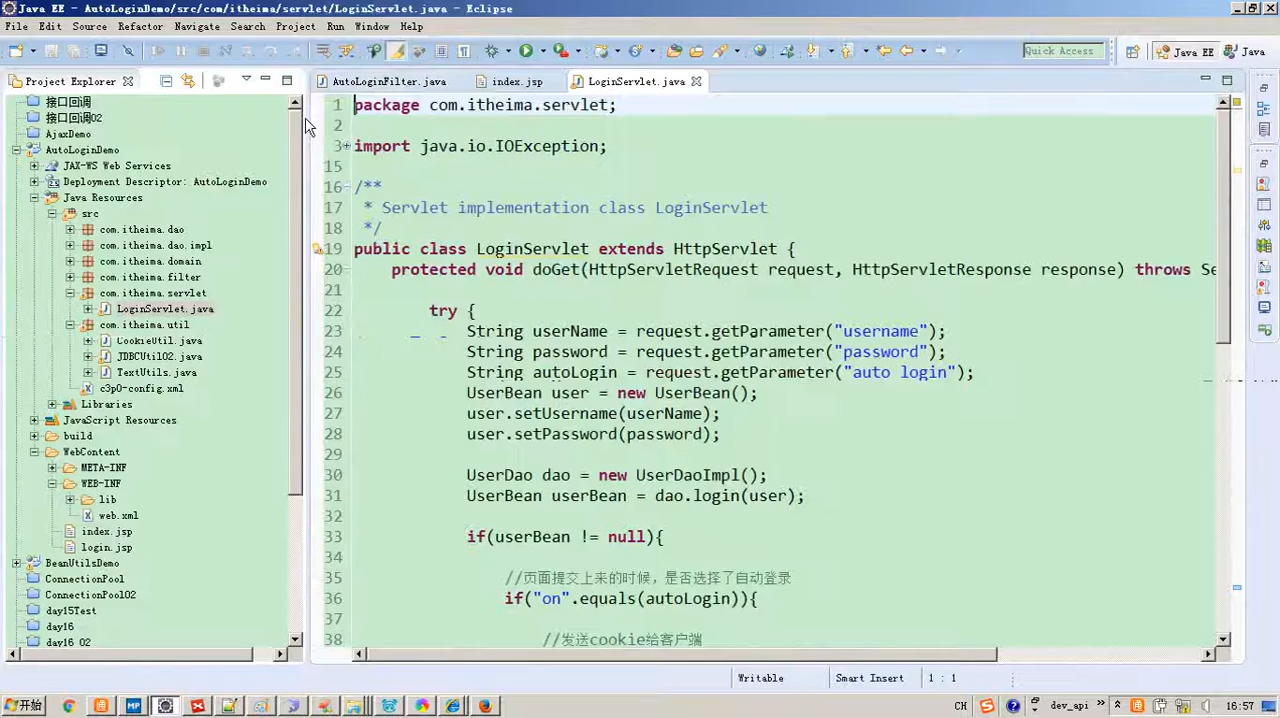 Java EE - AutoLoginDemo/src/com/itheima/servlet/LoginServlet.java - Eclipse
File Edit Source Refactor Navigate Search Project Run Window Help
Quick Access
Java EE
Java
Project Explorer
AutoLoginFilter.java
index.jsp
LoginServlet.java
接口回调
接口回调02
AjaxDemo
AutoLoginDemo
JAX-WS Web Services
Deployment Descriptor: AutoLoginDemo
Java Resources
src
com.itheima.dao
com.itheima.dao.impl
com.itheima.domain
com.itheima.filter
com.itheima.servlet
LoginServlet.java
com.itheima.util
CookieUtil.java
JDBCUtil02.java
TextUtils.java
c3p0-config.xml
Libraries
JavaScript Resources
build
WebContent
META-INF
WEB-INF
lib
web.xml
index.jsp
login.jsp
BeanUtilsDemo
ConnectionPool
ConnectionPool02
day15Test
day16
day16_02
1 package com.itheima.servlet;
2
3 import java.io.IOException;
15
16 /**
17 * Servlet implementation class LoginServlet
18 */
19 public class LoginServlet extends HttpServlet {
20 protected void doGet(HttpServletRequest request, HttpServletResponse response) throws Se
21
22 try {
23 String userName = request.getParameter("username");
24 String password = request.getParameter("password");
25 String autoLogin = request.getParameter("auto login");
26 UserBean user = new UserBean();
27 user.setUsername(userName);
28 user.setPassword(password);
29
30 UserDao dao = new UserDaoImpl();
31 UserBean userBean = dao.login(user);
32
33 if(userBean != null){
34
35 //页面提交上来的时候，是否选择了自动登录
36 if("on".equals(autoLogin)){
37
38 //发送cookie给客户端
Writable
Smart Insert
1 : 1
开始
CH
dev_api
16:57